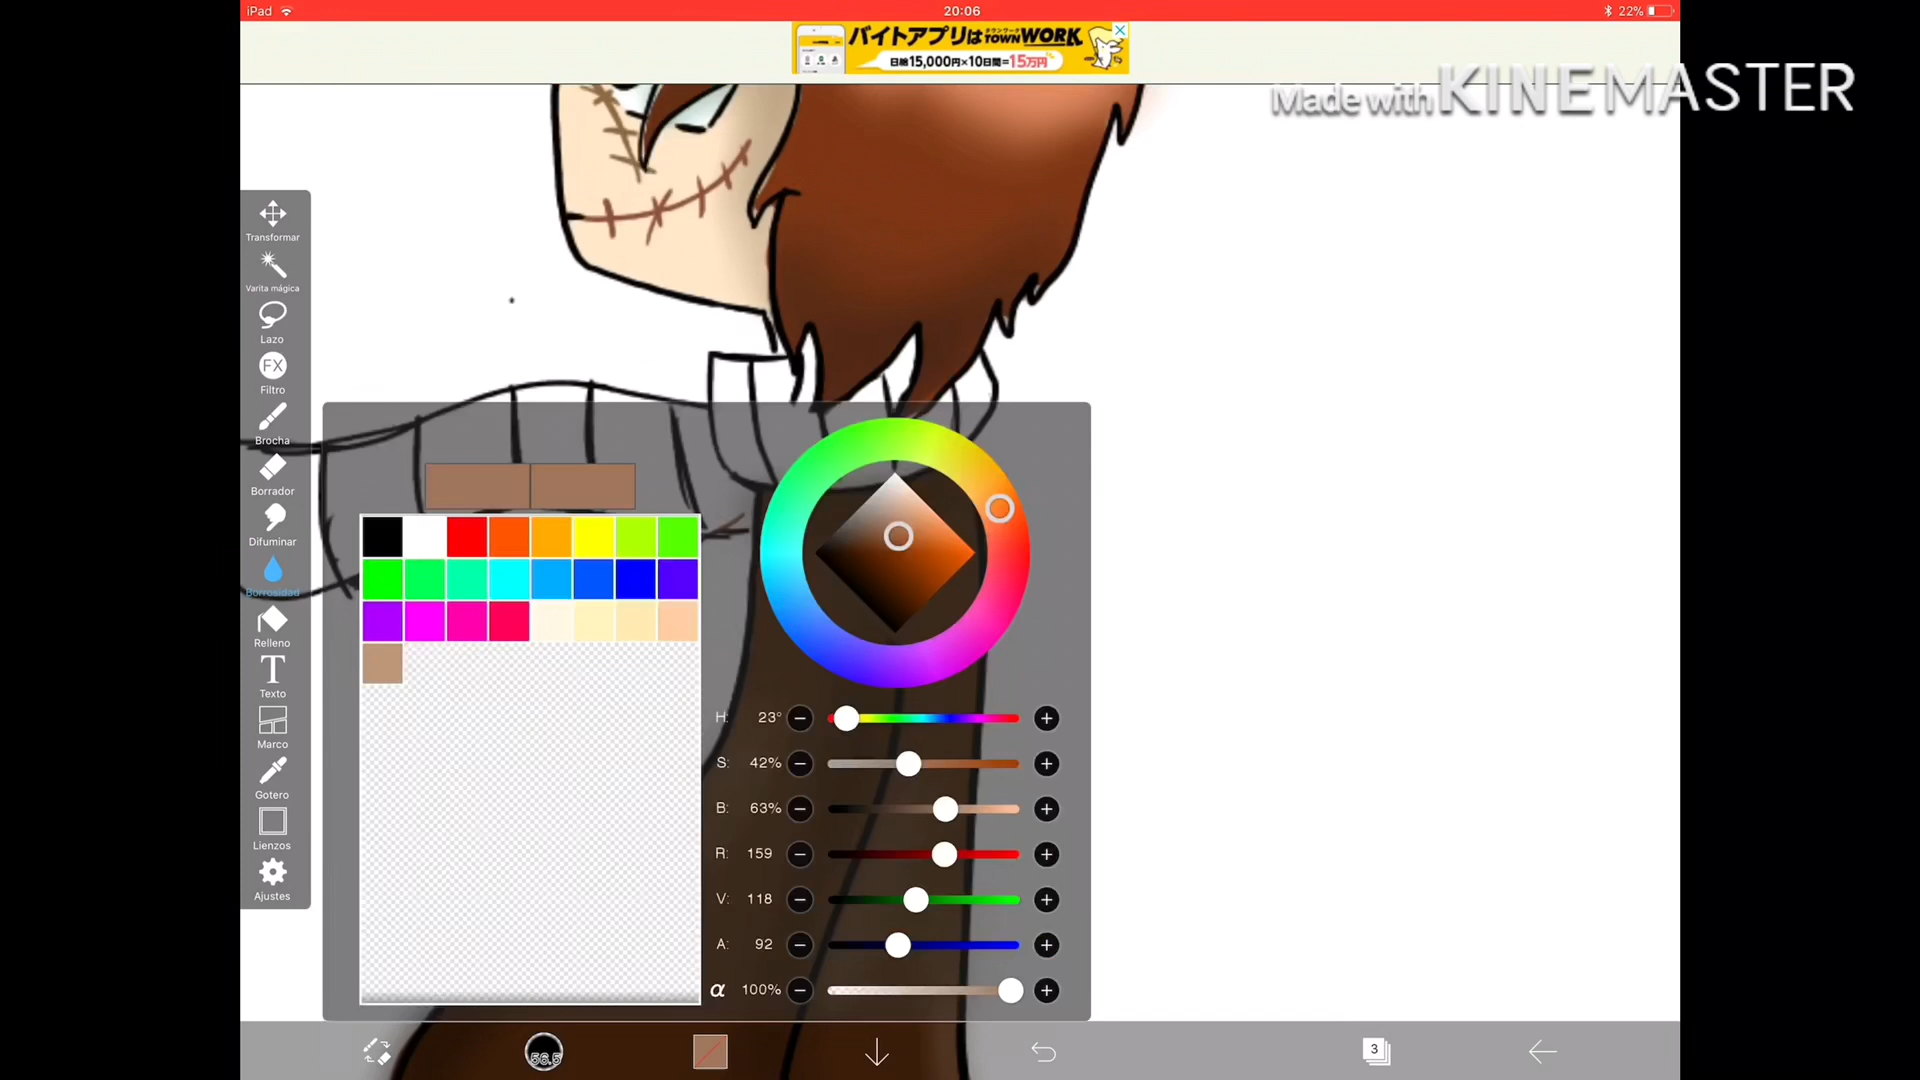 iPad
20:06
22%
バイトアプリは タウンワーク TOWNWORK
日給15,000円×10日間=15万円
Made with KINEMASTER
Transformar
Varita mágica
Lazo
FX
Filtro
Brocha
Borrador
Difuminar
Borrosidad
Relleno
T
Texto
Marco
Gotero
Lienzos
Ajustes
H: 23°
S: 42%
B: 63%
R: 159
V: 118
A: 92
α 100%
56.5
3